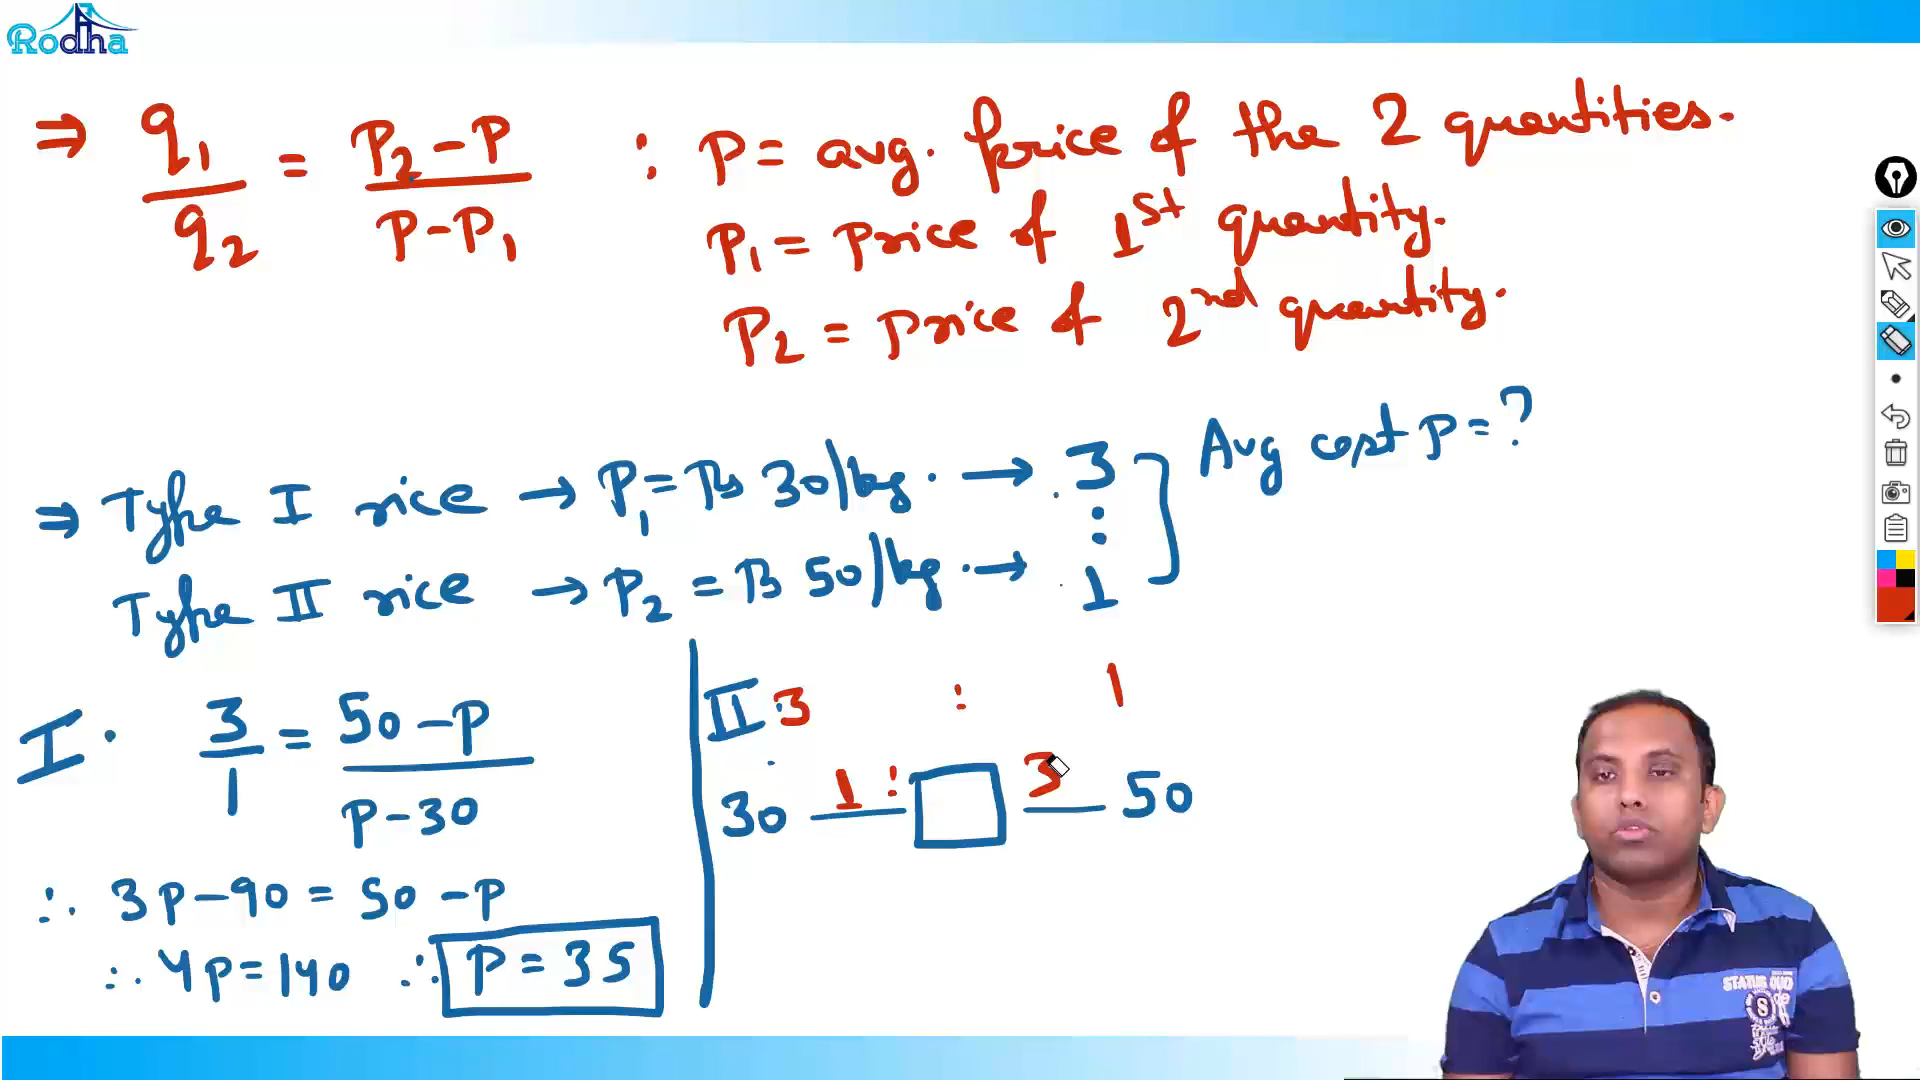 Rodha
⇒ q₁/q₂ = (P₂ - P)/(P - P₁) : P = avg. price of the 2 quantities.
P₁ = Price of 1st quantity.
P₂ = Price of 2nd quantity.
Avg cost P = ?
⇒ Type I rice → P₁ = Rs 30/kg. → 3
:
Type II rice → P₂ = Rs 50/kg. → 1
I. 3/1 = (50 - P)/(P - 30)
∴ 3P - 90 = 50 - P
∴ 4P = 140 ∴ P = 35
II. 3 : 1
30 1 : 3 50
STATUS QUO
S